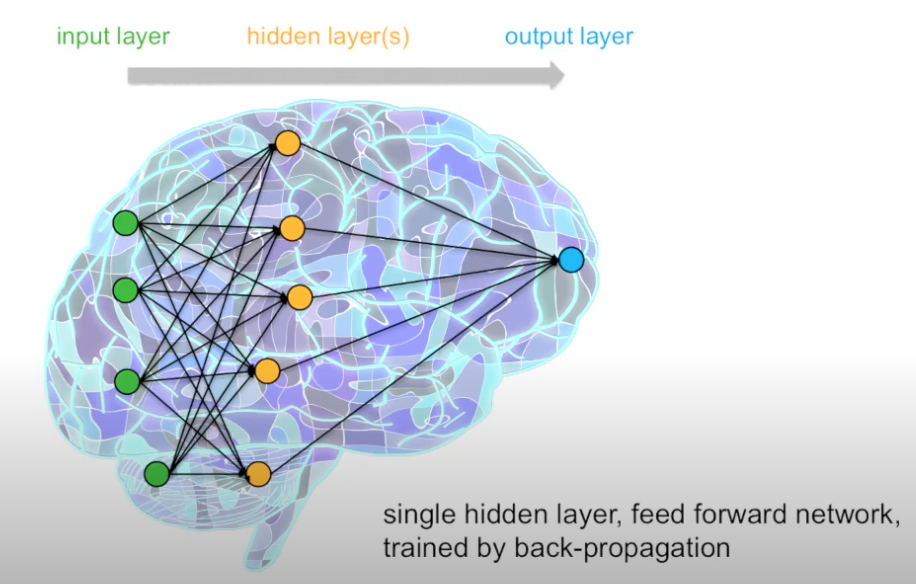 input layer hidden layer(s) output layer
single hidden layer, feed forward network,
trained by back-propagation